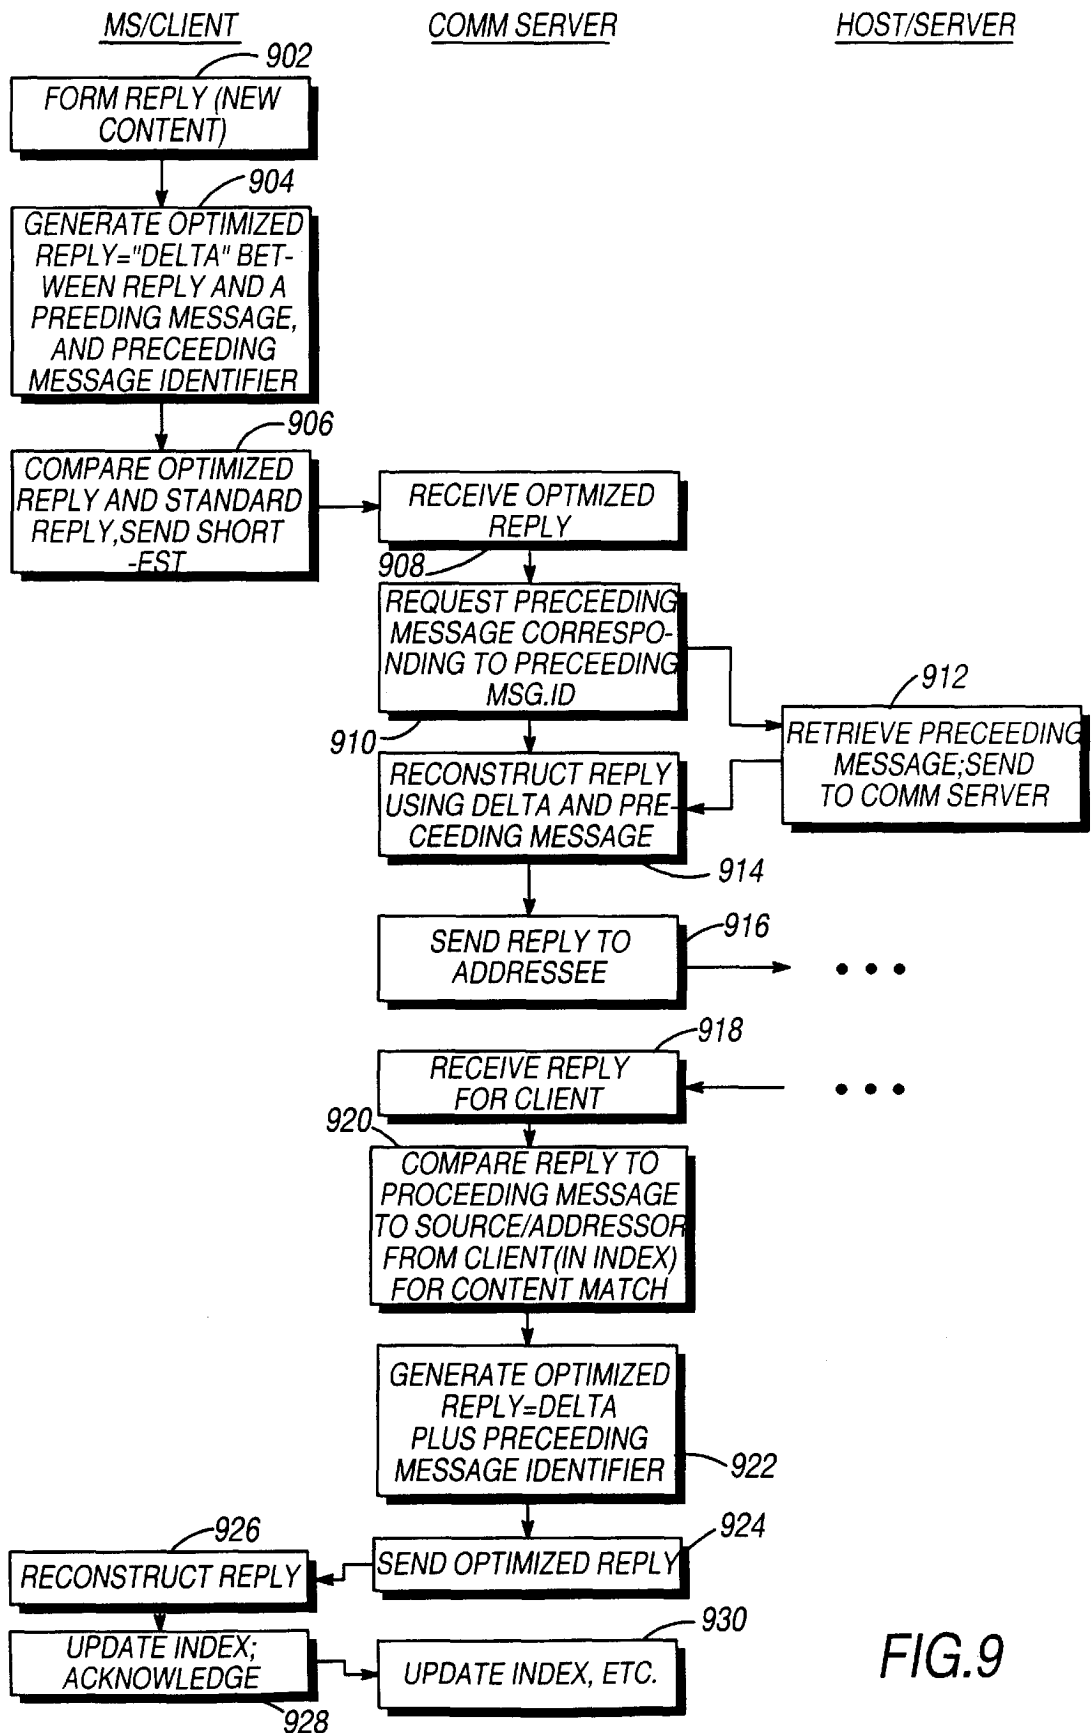 MS/CLIENT
COMM SERVER
HOST/SERVER
902
FORM REPLY (NEW
CONTENT)
904
GENERATE OPTIMIZED
REPLY="DELTA" BET-
WEEN REPLY AND A
PREEDING MESSAGE,
AND PRECEEDING
MESSAGE IDENTIFIER
906
COMPARE OPTIMIZED
REPLY AND STANDARD
REPLY,SEND SHORT
-EST
RECEIVE OPTMIZED
REPLY
908
REQUEST PRECEEDING
MESSAGE CORRESPO-
NDING TO PRECEEDING
MSG.ID
910
912
RETRIEVE PRECEEDING
MESSAGE;SEND
TO COMM SERVER
RECONSTRUCT REPLY
USING DELTA AND PRE-
CEEDING MESSAGE
914
SEND REPLY TO
ADDRESSEE
916
918
RECEIVE REPLY
FOR CLIENT
920
COMPARE REPLY TO
PROCEEDING MESSAGE
TO SOURCE/ADDRESSOR
FROM CLIENT(IN INDEX)
FOR CONTENT MATCH
GENERATE OPTIMIZED
REPLY=DELTA
PLUS PRECEEDING
MESSAGE IDENTIFIER
922
SEND OPTIMIZED REPLY
924
926
RECONSTRUCT REPLY
UPDATE INDEX;
ACKNOWLEDGE
928
930
UPDATE INDEX, ETC.
FIG.9